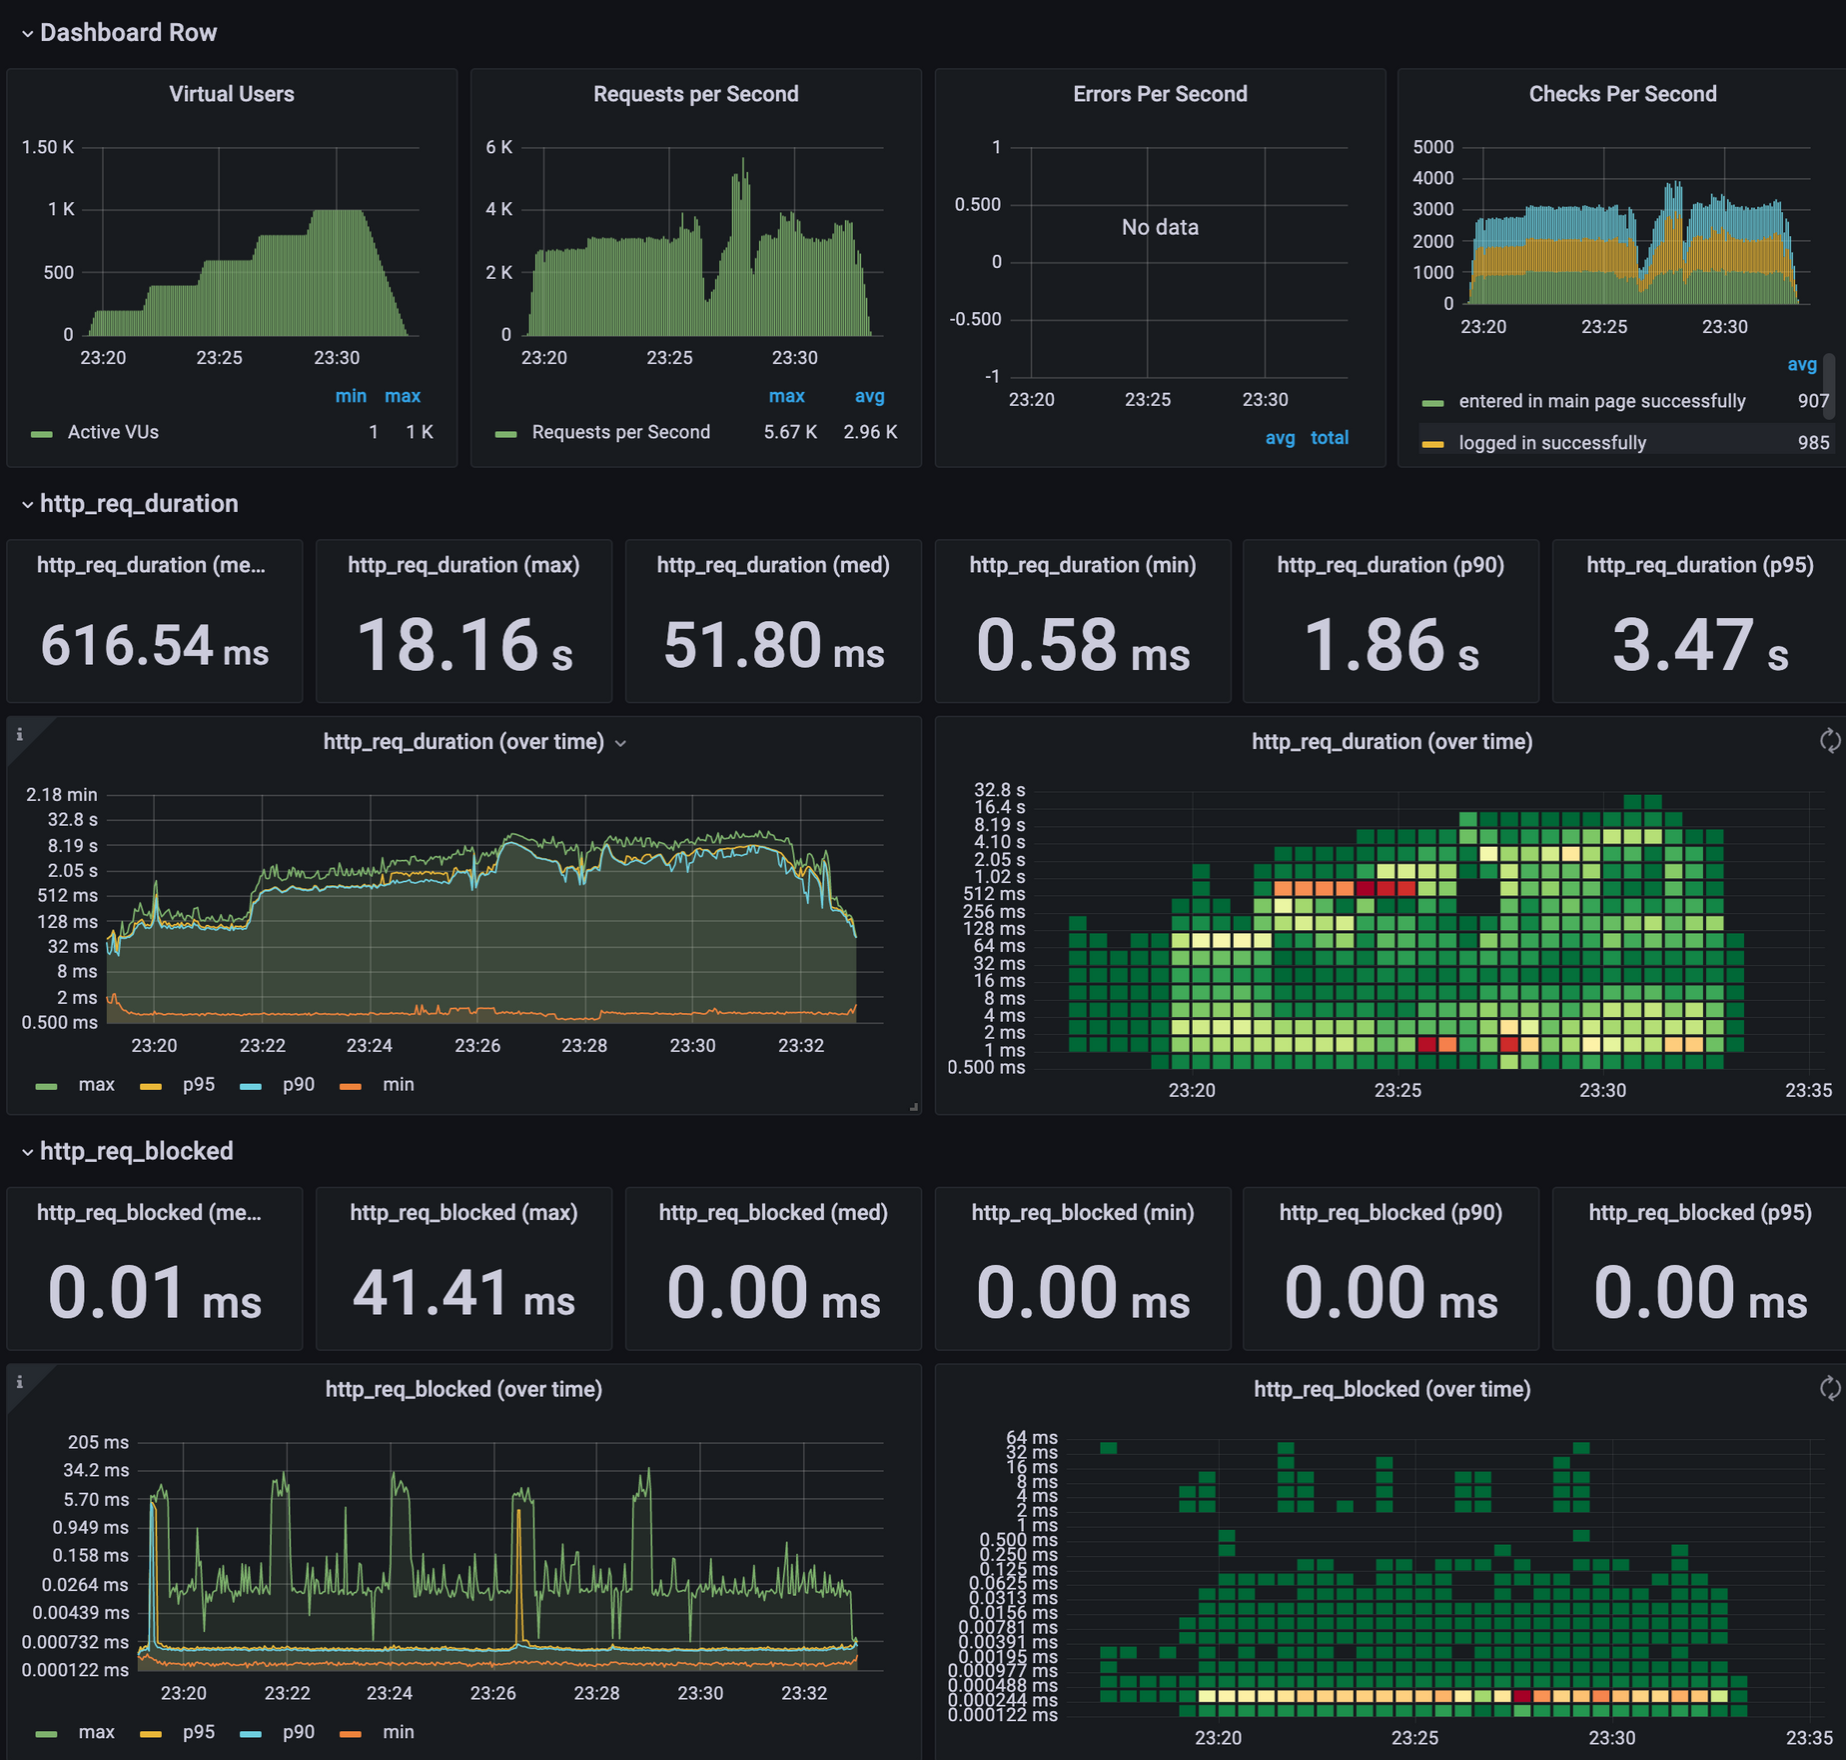 Dashboard Row
Virtual Users
1.50 K
1 K
500
0
23:20 23:25 23:30
min max
Active VUs 1 1 K
Requests per Second
6 K
4 K
2 K
0
23:20 23:25 23:30
max avg
Requests per Second 5.67 K 2.96 K
Errors Per Second
1
0.500
0
-0.500
-1
No data
23:20 23:25 23:30
avg total
Checks Per Second
5000
4000
3000
2000
1000
0
23:20 23:25 23:30
avg
entered in main page successfully 907
logged in successfully 985
http_req_duration
http_req_duration (me...
616.54 ms
http_req_duration (max)
18.16 s
http_req_duration (med)
51.80 ms
http_req_duration (min)
0.58 ms
http_req_duration (p90)
1.86 s
http_req_duration (p95)
3.47 s
i
http_req_duration (over time)
2.18 min
32.8 s
8.19 s
2.05 s
512 ms
128 ms
32 ms
8 ms
2 ms
0.500 ms
23:20 23:22 23:24 23:26 23:28 23:30 23:32
max p95 p90 min
http_req_duration (over time)
32.8 s
16.4 s
8.19 s
4.10 s
2.05 s
1.02 s
512 ms
256 ms
128 ms
64 ms
32 ms
16 ms
8 ms
4 ms
2 ms
1 ms
0.500 ms
23:20 23:25 23:30 23:35
http_req_blocked
http_req_blocked (me...
0.01 ms
http_req_blocked (max)
41.41 ms
http_req_blocked (med)
0.00 ms
http_req_blocked (min)
0.00 ms
http_req_blocked (p90)
0.00 ms
http_req_blocked (p95)
0.00 ms
i
http_req_blocked (over time)
205 ms
34.2 ms
5.70 ms
0.949 ms
0.158 ms
0.0264 ms
0.00439 ms
0.000732 ms
0.000122 ms
23:20 23:22 23:24 23:26 23:28 23:30 23:32
max p95 p90 min
http_req_blocked (over time)
64 ms
32 ms
16 ms
8 ms
4 ms
2 ms
1 ms
0.500 ms
0.250 ms
0.125 ms
0.0625 ms
0.0313 ms
0.0156 ms
0.00781 ms
0.00391 ms
0.00195 ms
0.000977 ms
0.000488 ms
0.000244 ms
0.000122 ms
23:20 23:25 23:30 23:35